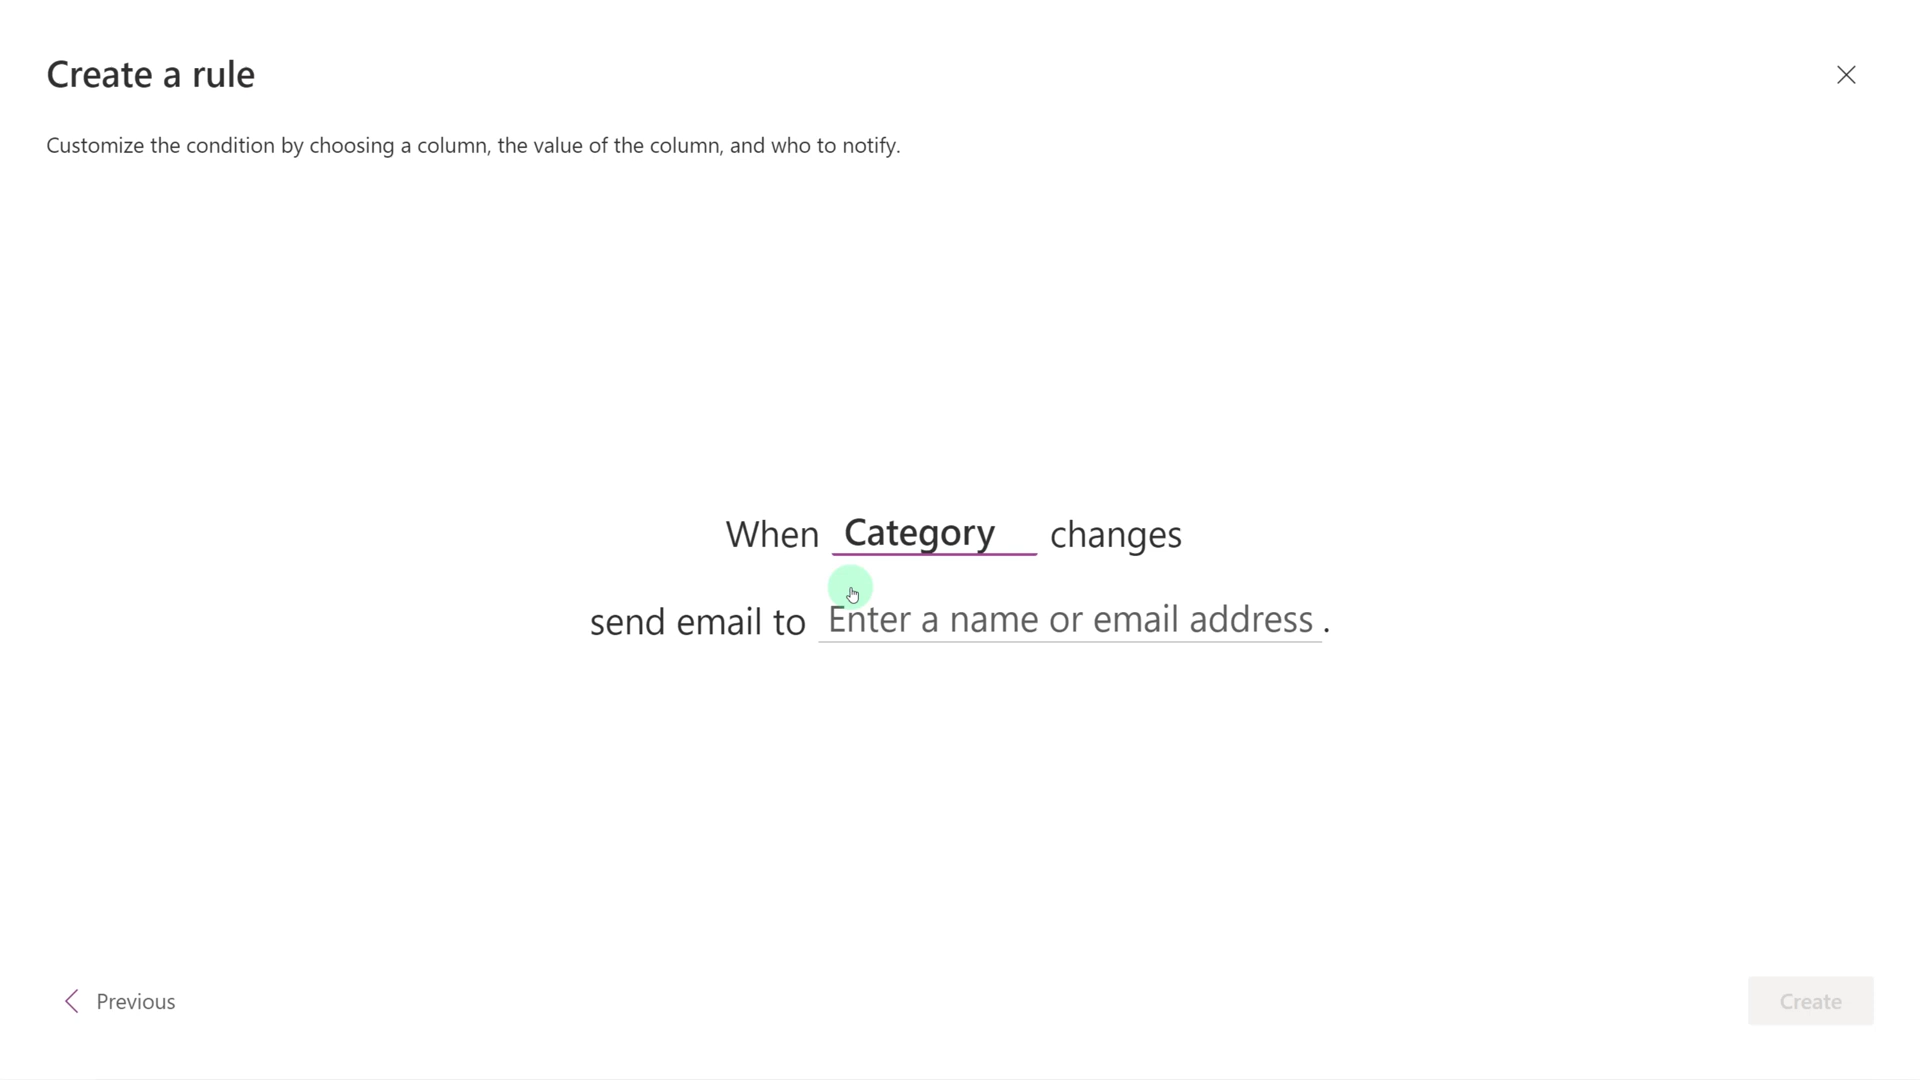 Create a rule
Customize the condition by choosing a column, the value of the column, and who to notify.
When Category changes
send email to Enter a name or email address .
Previous
Create